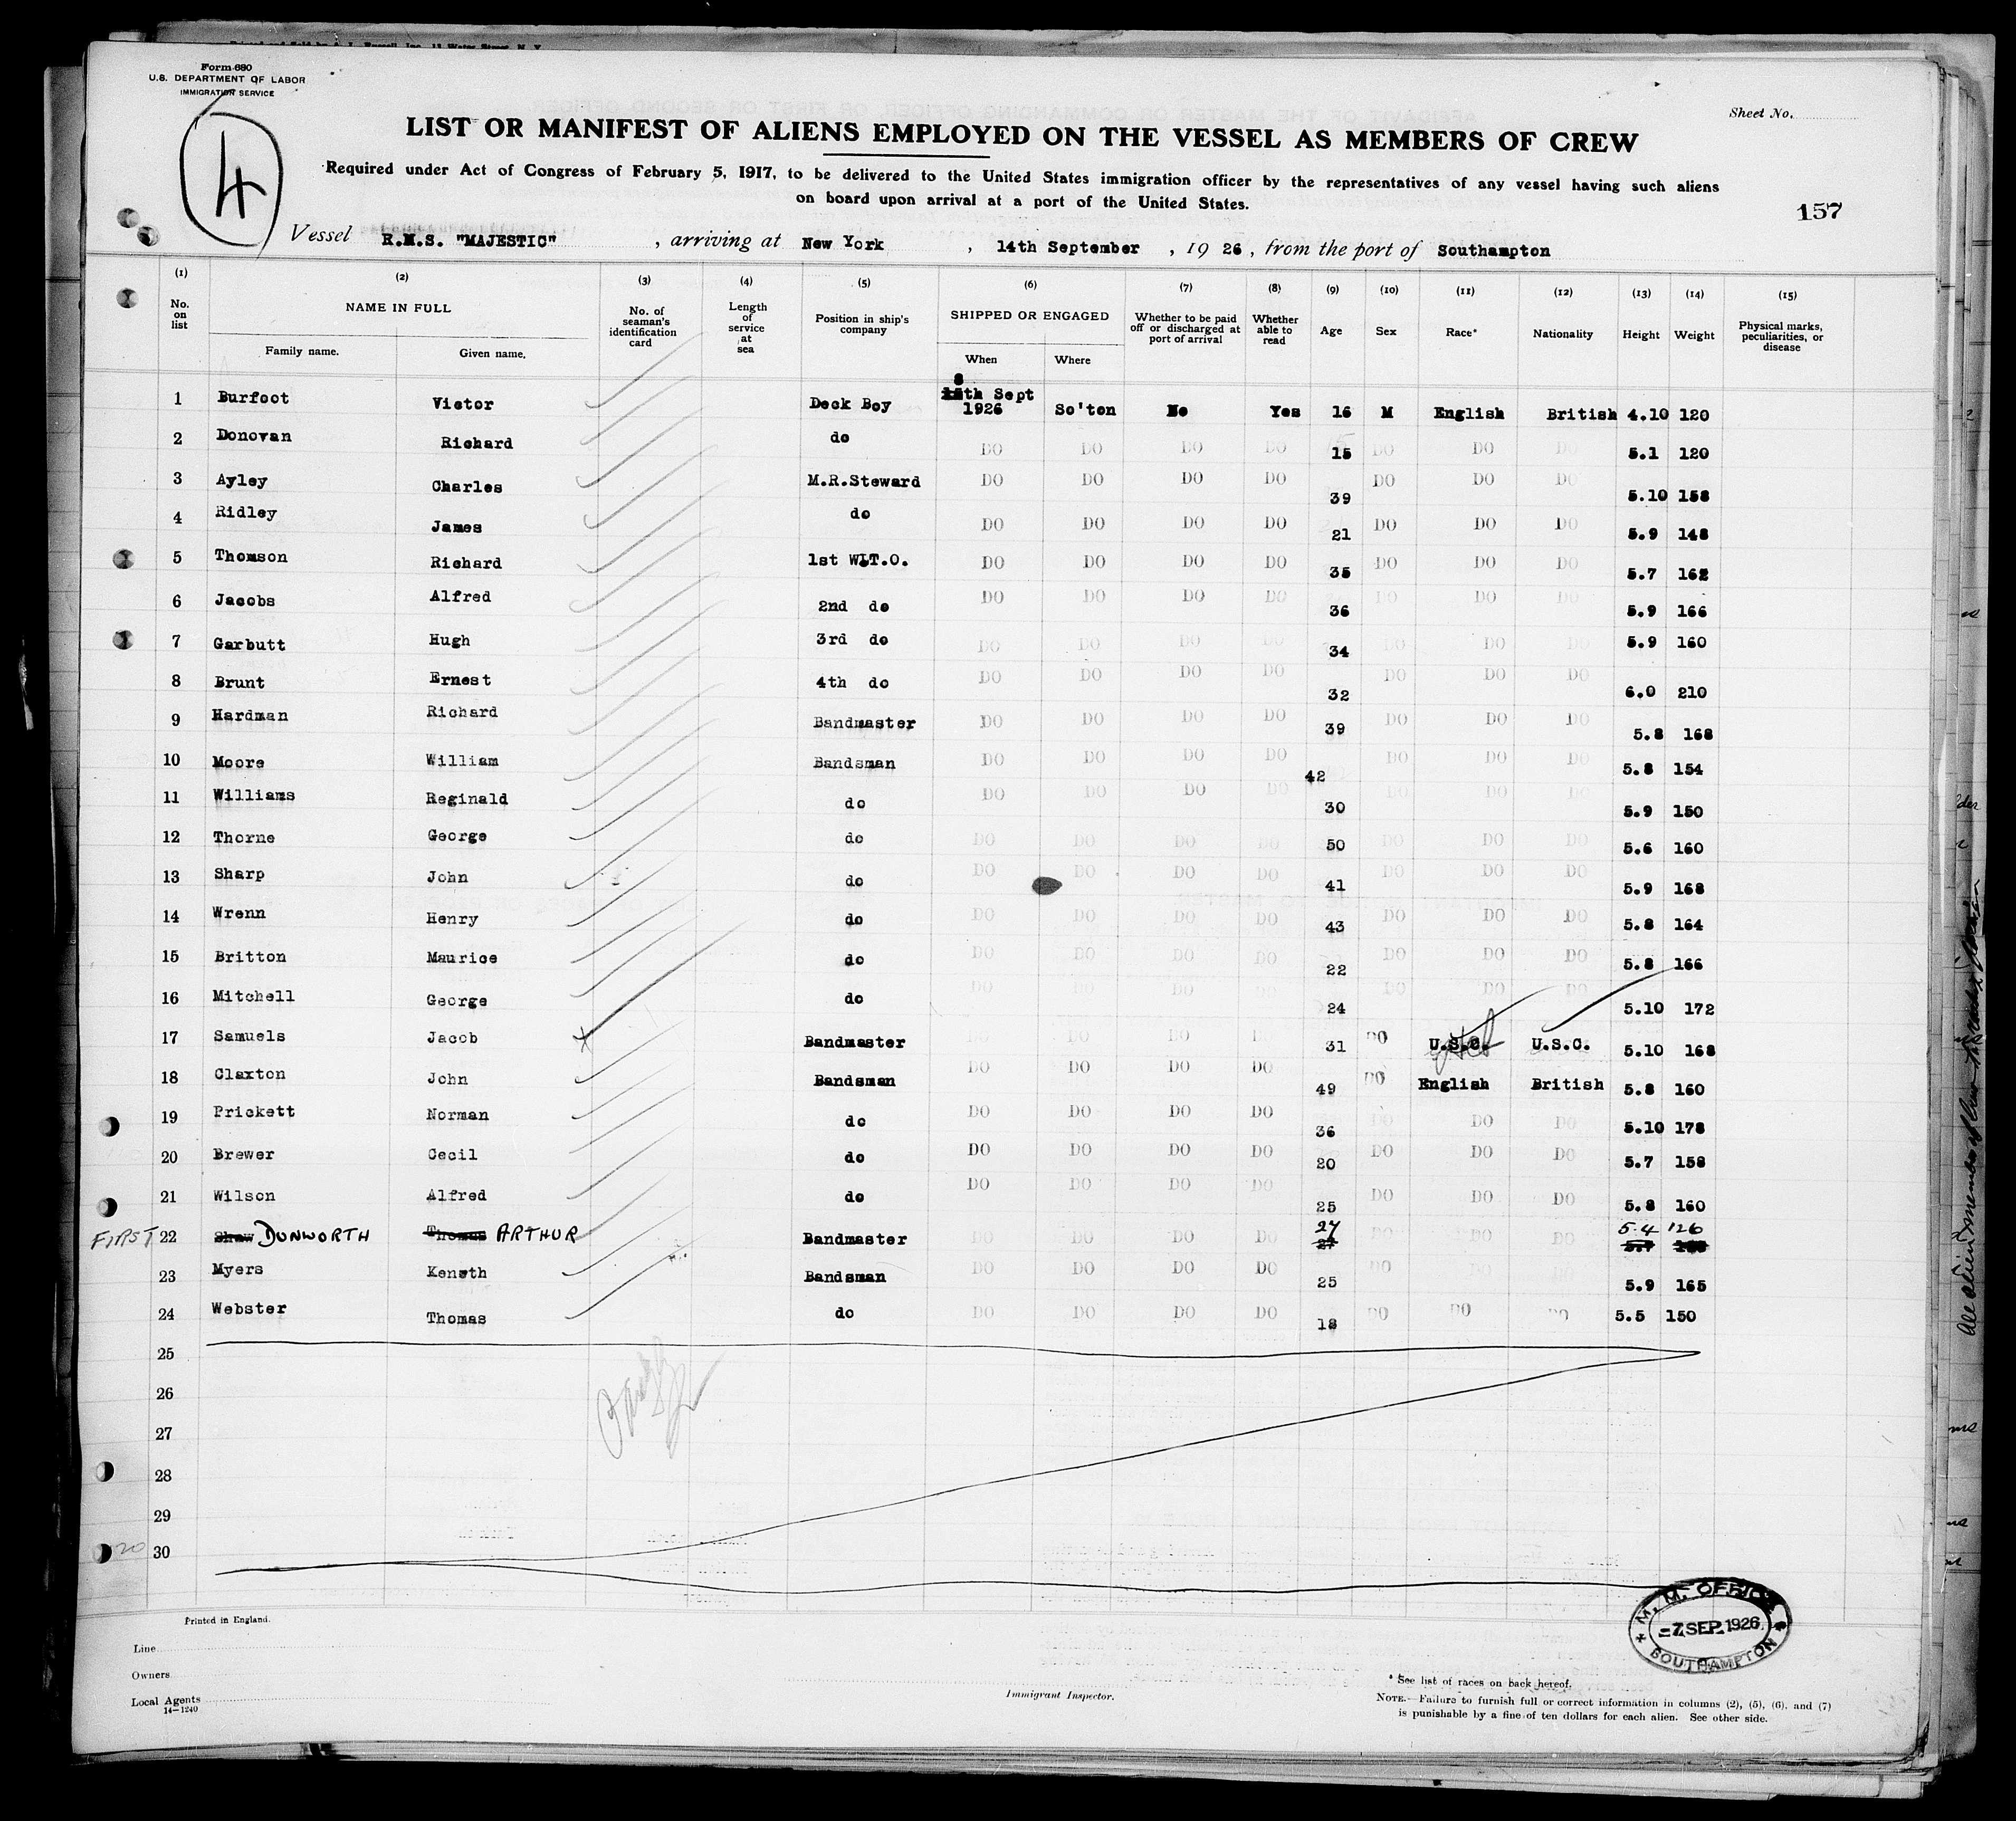 Form 680
U.S. DEPARTMENT OF LABOR
IMMIGRATION SERVICE
4
Sheet No.
LIST OR MANIFEST OF ALIENS EMPLOYED ON THE VESSEL AS MEMBERS OF CREW
Required under Act of Congress of February 5, 1917, to be delivered to the United States immigration officer by the representatives of any vessel having such aliens
on board upon arrival at a port of the United States.
157
Vessel R.M.S. "MAJESTIC", arriving at New York, 14th September, 1926, from the port of Southampton
(1) (2) (3) (4) (5) (6) (7) (8) (9) (10) (11) (12) (13) (14) (15)
No. on list NAME IN FULL Family name. Given name. No. of seaman's identification card Length of service at sea Position in ship's company SHIPPED OR ENGAGED When Where Whether to be paid off or discharged at port of arrival Whether able to read Age Sex Race* Nationality Height Weight Physical marks, peculiarities, or disease
1 Burfoot Victor Deck Boy 8th Sept 1926 So'ton No Yes 16 M English British 4.10 120
2 Donovan Richard do DO DO DO DO 15 DO DO DO 5.1 120
3 Ayley Charles M.R.Steward DO DO DO DO 39 DO DO DO 5.10 158
4 Ridley James do DO DO DO DO 21 DO DO DO 5.9 148
5 Thomson Richard 1st W.T.O. DO DO DO DO 35 DO DO DO 5.7 162
6 Jacobs Alfred 2nd do DO DO DO DO 36 DO DO DO 5.9 166
7 Garbutt Hugh 3rd do DO DO DO DO 34 DO DO DO 5.9 160
8 Brunt Ernest 4th do DO DO DO DO 32 DO DO DO 6.0 210
9 Hardman Richard Bandmaster DO DO DO DO 39 DO DO DO 5.8 168
10 Moore William Bandsman DO DO DO DO 42 DO DO DO 5.8 154
11 Williams Reginald do DO DO DO DO 30 DO DO DO 5.9 150
12 Thorne George do DO DO DO DO 50 DO DO DO 5.6 160
13 Sharp John do DO DO DO DO 41 DO DO DO 5.9 168
14 Wrenn Henry do DO DO DO DO 43 DO DO DO 5.8 164
15 Britton Maurice do DO DO DO DO 22 DO DO DO 5.8 166
16 Mitchell George do DO DO DO DO 24 DO DO DO 5.10 172
17 Samuels Jacob Bandmaster DO DO 31 DO U.S.C. U.S.C. 5.10 168
18 Claxton John Bandsman DO DO DO DO 49 DO English British 5.8 160
19 Prickett Norman do DO DO DO DO 36 DO DO DO 5.10 178
20 Brewer Cecil do DO DO DO DO 20 DO DO DO 5.7 158
21 Wilson Alfred do DO DO DO DO 25 DO DO DO 5.8 160
FIRST 22 Shaw DUNWORTH Thomas ARTHUR Bandmaster DO DO DO DO 27 27 DO DO DO 5.4 126
23 Myers Keneth Bandsman DO DO DO DO 25 DO 5.9 165
24 Webster Thomas do DO DO DO DO 18 DO DO DO 5.5 150
25
26
27
28
29
30
20
Printed in England.
Line
Owners
Local Agents
14-1240
Immigrant Inspector.
M. M. OFFICE
7 SEP. 1926
SOUTHAMPTON
* See list of races on back hereof.
NOTE.—Failure to furnish full or correct information in columns (2), (5), (6), and (7)
is punishable by a fine of ten dollars for each alien. See other side.